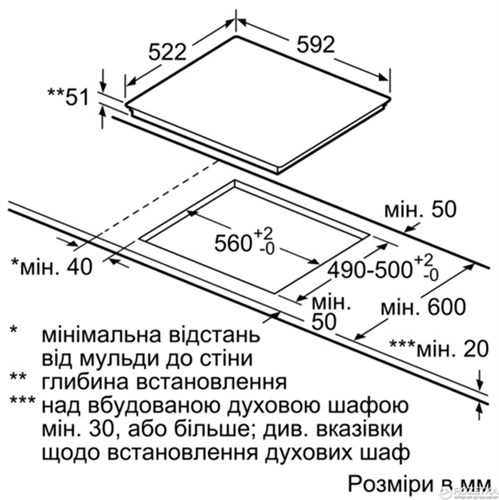 592
522
**51
мін. 50
560+2-0
490-500+2-0
*мін. 40
мін. 50
мін. 600
***мін. 20
* мінімальна відстань
від мульди до стіни
** глибина встановлення
*** над вбудованою духовою шафою
мін. 30, або більше; див. вказівки
щодо встановлення духових шаф
Розміри в мм
ROZETKA